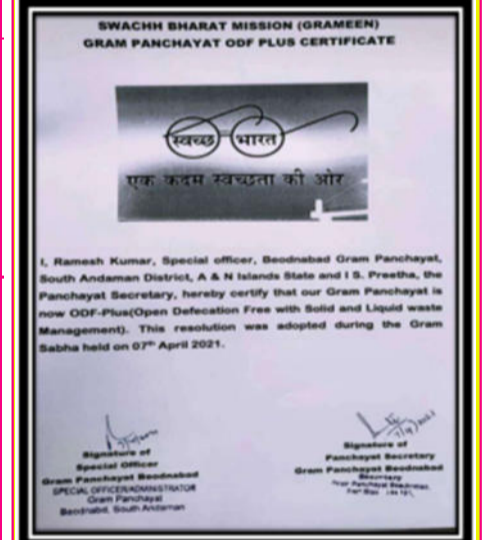 SWACHH BHARAT MISSION (GRAMEEN)
GRAM PANCHAYAT ODF PLUS CERTIFICATE
स्वच्छ भारत
एक कदम स्वच्छता की ओर
I, Ramesh Kumar, Special officer, Beodnabad Gram Panchayat,
South Andaman District, A & N Islands State and I S. Preetha, the
Panchayat Secretary, hereby certify that our Gram Panchayat is
now ODF-Plus(Open Defecation Free with Solid and Liquid waste
Management). This resolution was adopted during the Gram
Sabha held on 07th April 2021.
Signature of
Special Officer
Gram Panchayat Beodnabad
SPECIAL OFFICER/ADMINISTRATOR
Gram Panchayat
Beodnabd, South Andaman
Signature of
Panchayat Secretary
Gram Panchayat Beodnabad
Secretary